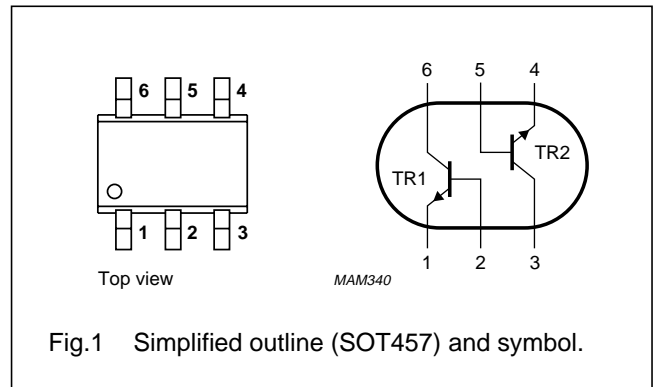 6 5 4
6 5 4
TR1 TR2
1 2 3
1 2 3
Top view
MAM340
Fig.1 Simplified outline (SOT457) and symbol.